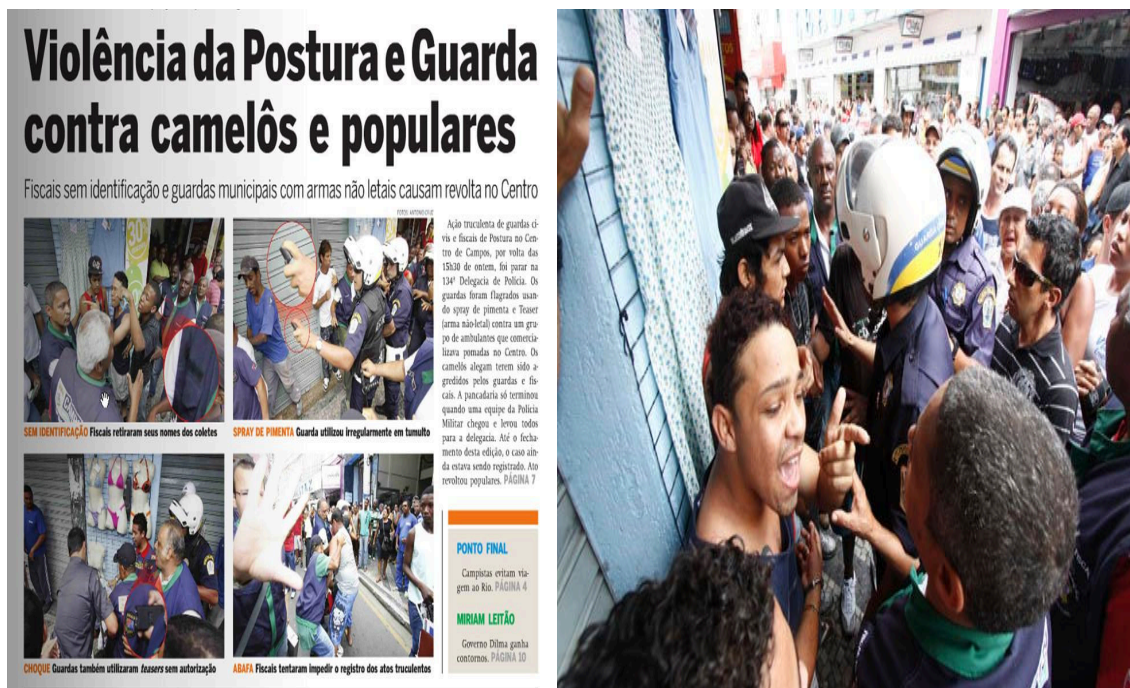 Violência da Postura e Guarda
contra camelôs e populares
Fiscais sem identificação e guardas municipais com armas não letais causam revolta no Centro
FOTOS: ANTONIO CRUZ
30%
SEM IDENTIFICAÇÃO Fiscais retiraram seus nomes dos coletes
SPRAY DE PIMENTA Guarda utilizou irregularmente em tumulto
CHOQUE Guardas também utilizaram teasers sem autorização
ABAFA Fiscais tentaram impedir o registro dos atos truculentos
Ação truculenta de guardas ci-
vis e fiscais de Postura no Cen-
tro de Campos, por volta das
15h30 de ontem, foi parar na
134ª Delegacia de Polícia. Os
guardas foram flagrados usan-
do spray de pimenta e Teaser
(arma não-letal) contra um gru-
po de ambulantes que comercia-
lizava pomadas no Centro. Os
camelôs alegam terem sido a-
gredidos pelos guardas e fis-
cais. A pancadaria só terminou
quando uma equipe da Polícia
Militar chegou e levou todos
para a delegacia. Até o fecha-
mento desta edição, o caso ain-
da estava sendo registrado. Ato
revoltou populares. PÁGINA 7
PONTO FINAL
Campistas evitam via-
gem ao Rio. PÁGINA 4
MIRIAM LEITÃO
Governo Dilma ganha
contornos. PÁGINA 10